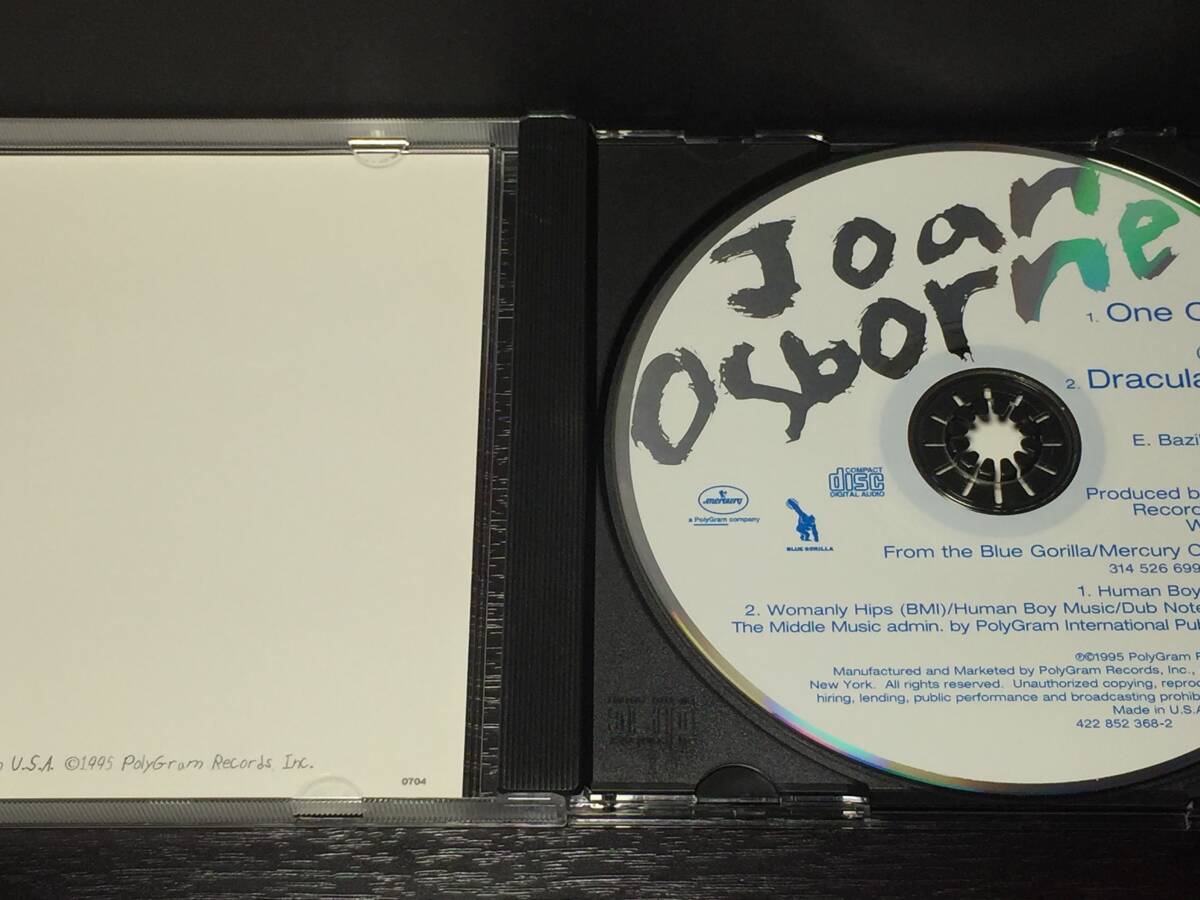 U.S.A. ©1995 PolyGram Records, Inc.
0704
Joan
Osborne
1. One
2. Dracula
E. Bazi
COMPACT
disc
DIGITAL AUDIO
mercury
a PolyGram company
BLUE GORILLA
Produced by
From the Blue Gorilla/Mercury
314 526 699
1. Human Boy
2. Womanly Hips (BMI)/Human Boy Music/Dub Note
The Middle Music admin. by PolyGram International
℗©1995 PolyGram
Manufactured and Marketed by PolyGram Records, Inc.,
New York. All rights reserved. Unauthorized copying,
hiring, lending, public performance and broadcasting
Made in U.S.A
422 852 368-2